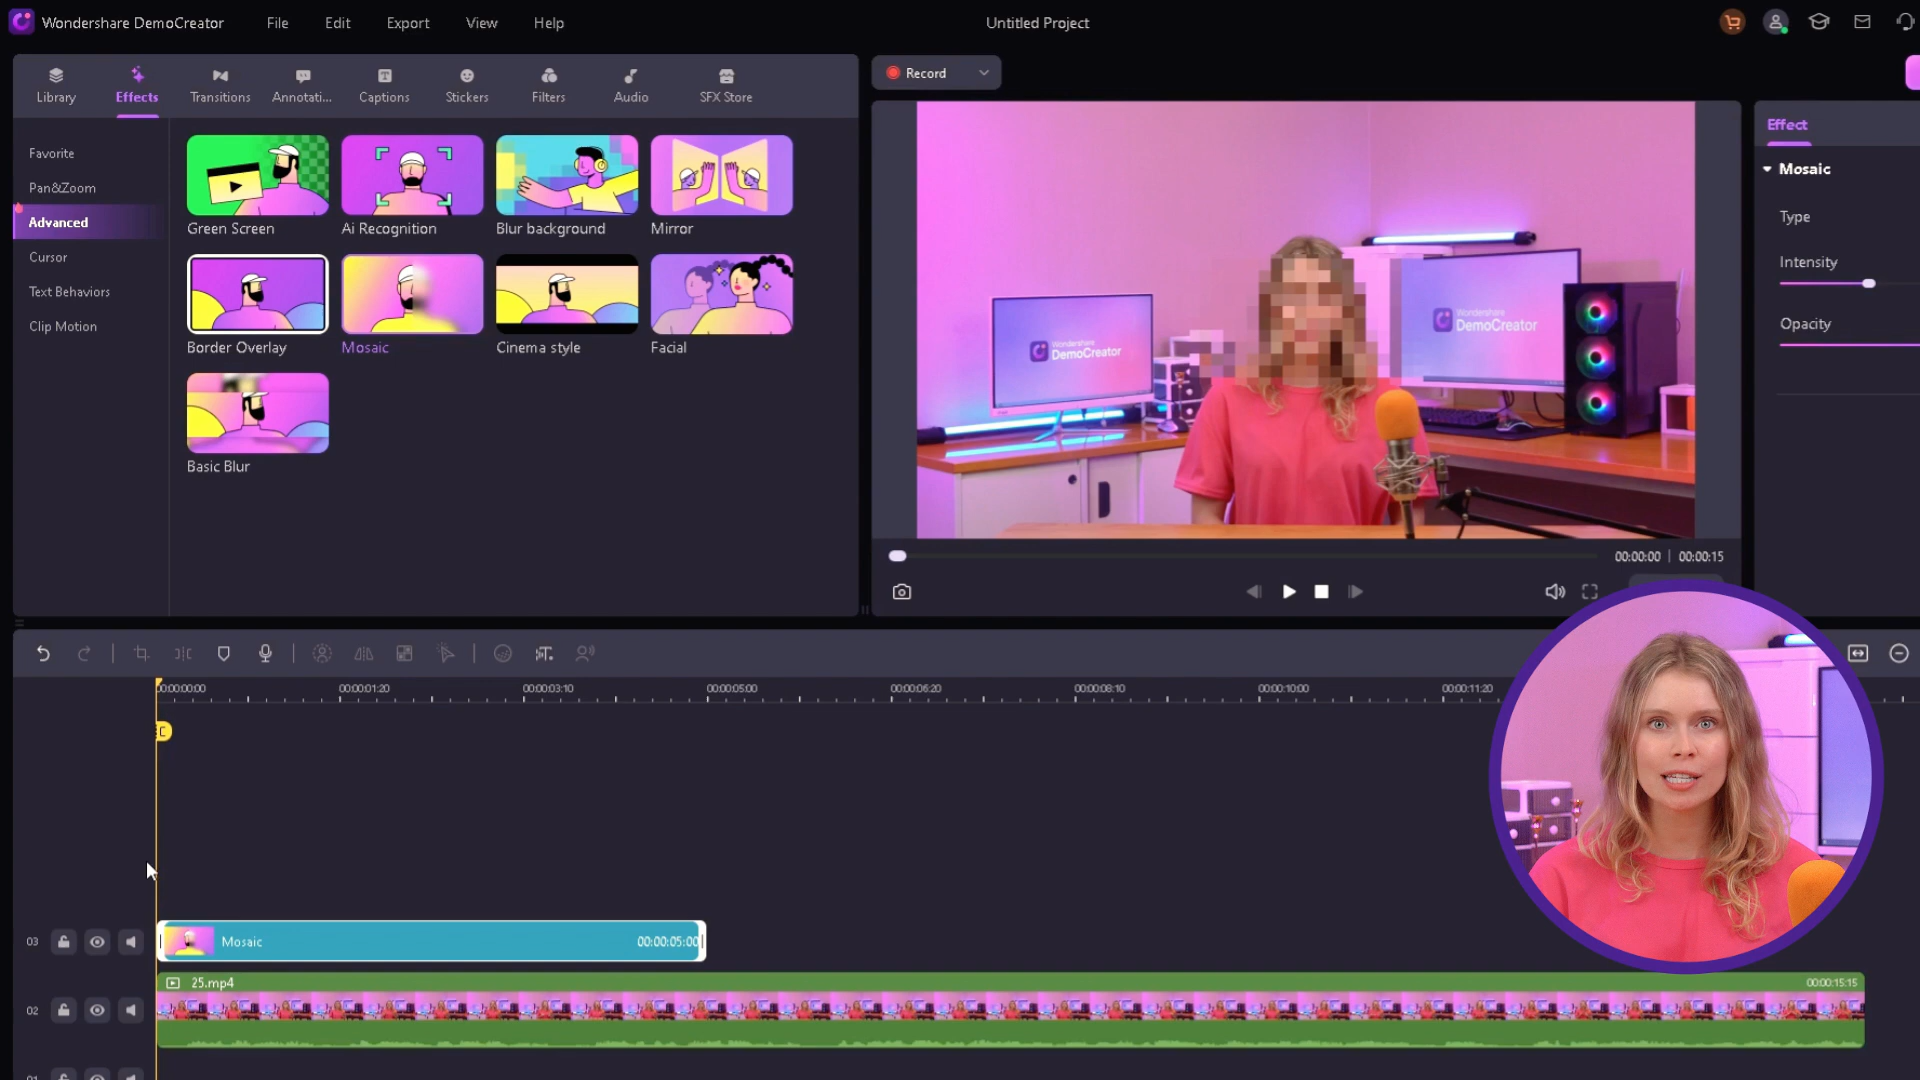 Wondershare DemoCreator File Edit Export View Help Untitled Project
Record
Library Effects Transitions Annotati... Captions Stickers Filters Audio SFX Store
Favorite
Pan&Zoom
Advanced
Cursor
Text Behaviors
Clip Motion
Green Screen Ai Recognition Blur background Mirror
Border Overlay Mosaic Cinema style Facial
Basic Blur
Wondershare
DemoCreator
Wondershare
DemoCreator
00:00:00 | 00:00:15
Effect
Mosaic
Type
Intensity
Opacity
00:00:00:00 00:00:01:20 00:00:03:10 00:00:05:00 00:00:06:20 00:00:08:10 00:00:10:00 00:00:11:20
03 Mosaic 00:00:05:00
25.mp4 00:00:15:15
02
01